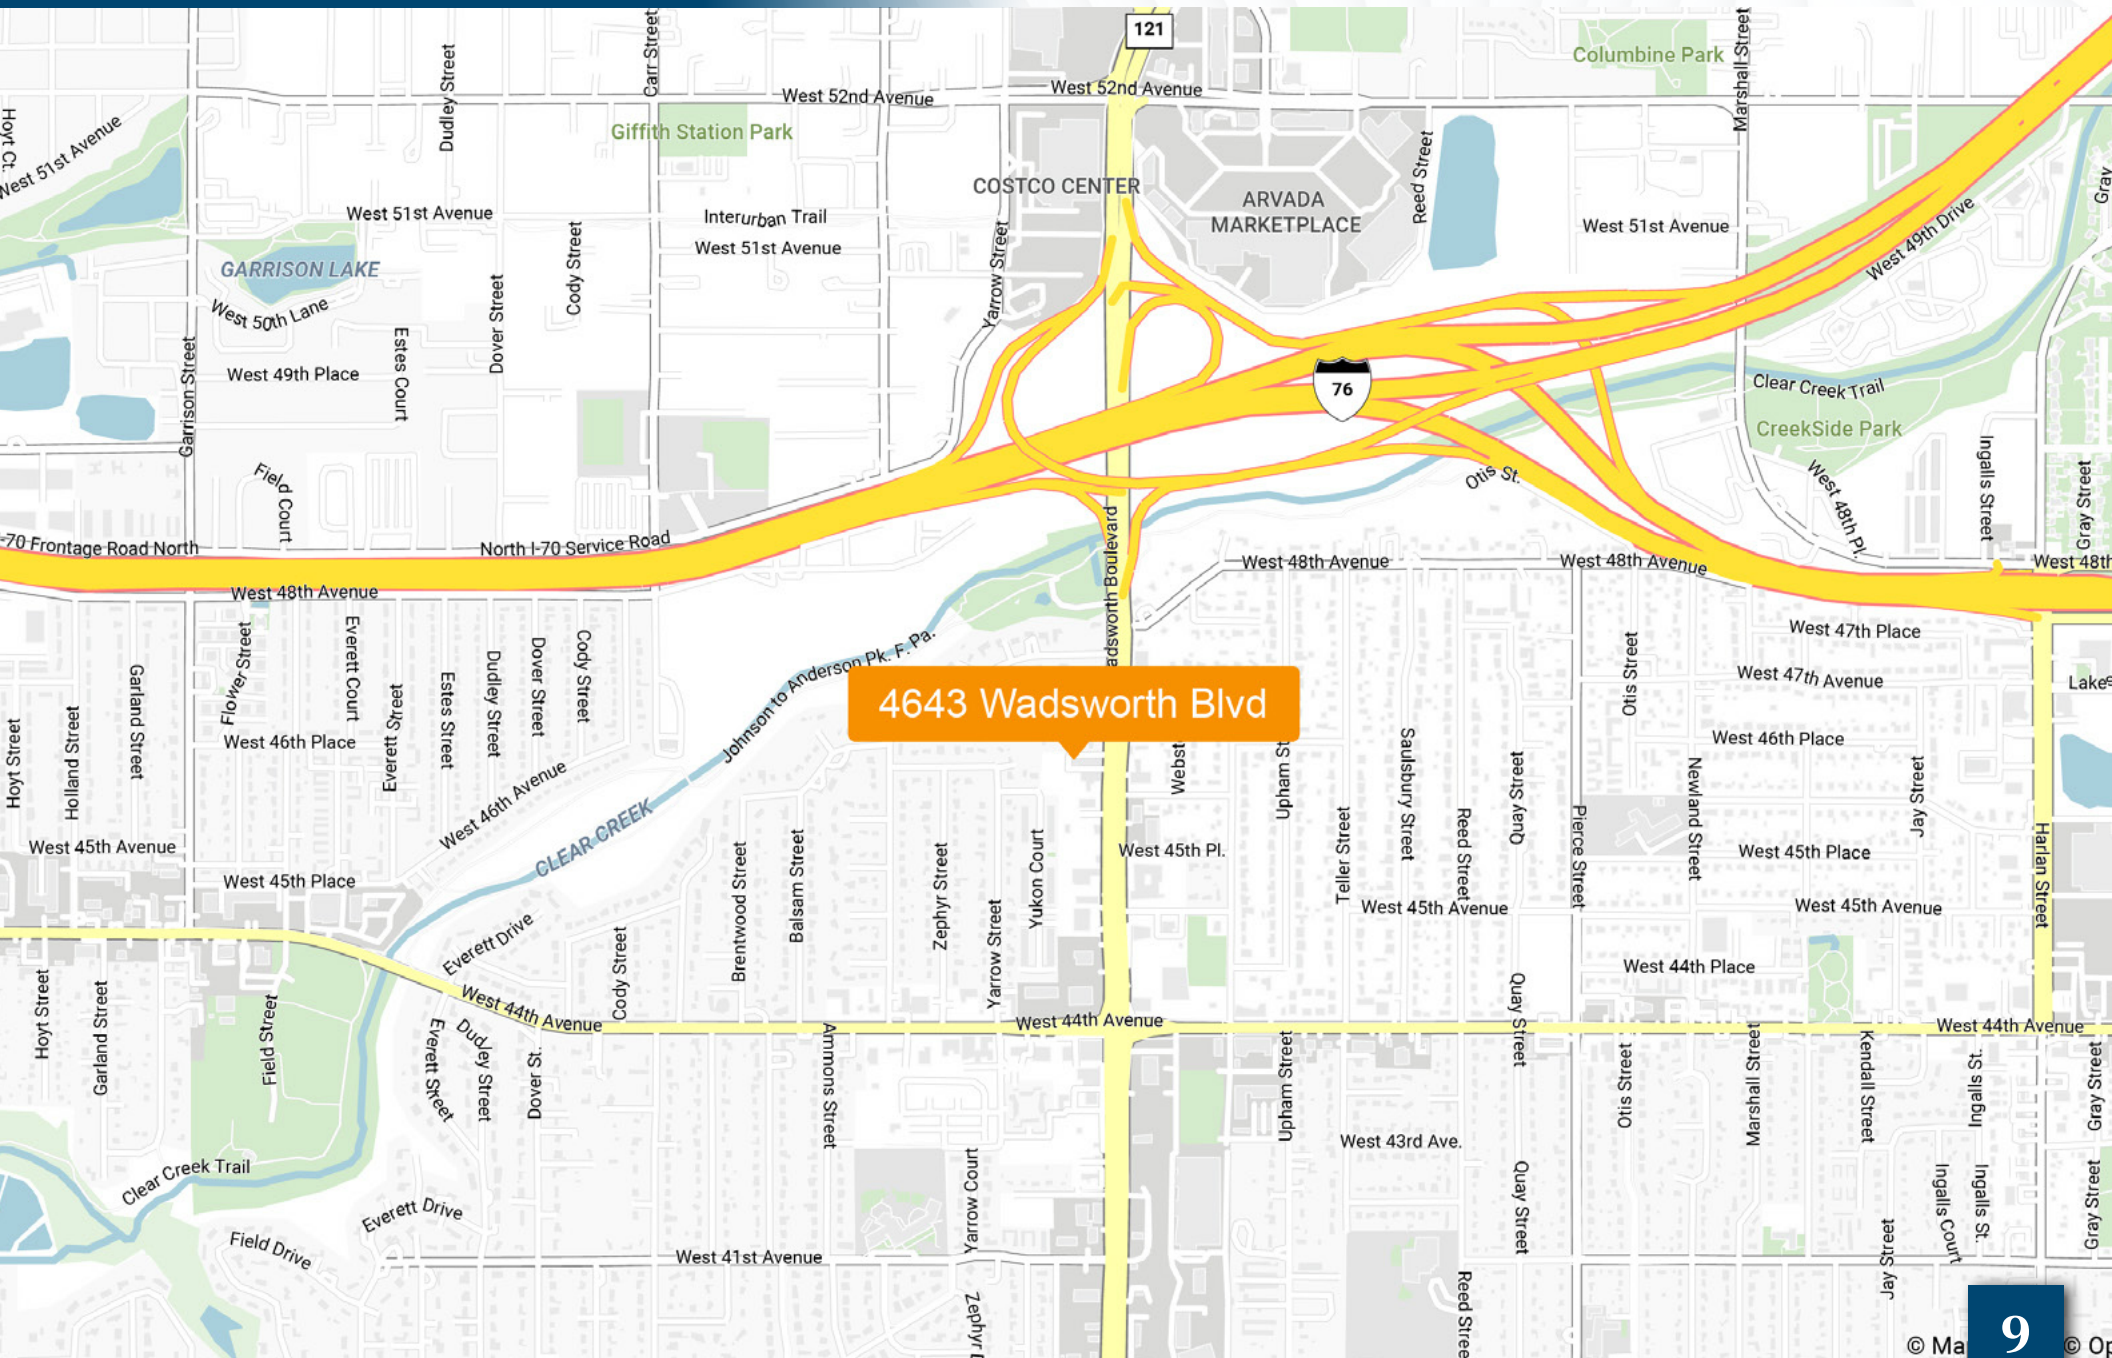 121
Columbine Park
Marshall Street
Carr Street
Dudley Street
West 52nd Avenue
West 52nd Avenue
Hoyt Ct.
West 51st Avenue
Giffith Station Park
Reed Street
COSTCO CENTER
ARVADA
MARKETPLACE
Gray
West 51st Avenue
Interurban Trail
West 51st Avenue
West 51st Avenue
Cody Street
Yarrow Street
West 49th Drive
GARRISON LAKE
West 50th Lane
Dover Street
Estes Court
Garrison Street
West 49th Place
76
Clear Creek Trail
CreekSide Park
Field Court
Otis St.
West 48th Pl.
Ingalls Street
Gray Street
-70 Frontage Road North
North I-70 Service Road
adsworth Boulevard
West 48th Avenue
West 48th Avenue
West 48th
West 48th Avenue
Flower Street
Everett Court
Everett Street
Estes Street
Dudley Street
Dover Street
Cody Street
Johnson to Anderson Pk. F. Pa.
West 47th Place
West 47th Avenue
Otis Street
Lake
4643 Wadsworth Blvd
Hoyt Street
Holland Street
Garland Street
West 46th Place
West 46th Avenue
Webst
Upham St
Teller Street
Saulsbury Street
Reed Street
Quay Street
Pierce Street
Newland Street
West 46th Place
Jay Street
Harlan Street
CLEAR CREEK
West 45th Avenue
West 45th Place
Brentwood Street
Balsam Street
Zephyr Street
Yarrow Street
Yukon Court
West 45th Pl.
West 45th Place
West 45th Avenue
West 45th Avenue
Everett Drive
Cody Street
West 44th Place
Hoyt Street
Garland Street
Field Street
West 44th Avenue
West 44th Avenue
West 44th Avenue
Quay Street
Everett Street
Dudley Street
Dover St.
Ammons Street
Upham Street
Otis Street
Marshall Street
Kendall Street
Ingalls St.
Gray Street
West 43rd Ave.
Clear Creek Trail
Everett Drive
Field Drive
Yarrow Court
Quay Street
Ingalls Court
Ingalls St.
Gray Street
West 41st Avenue
Jay Street
Zephyr
Reed Stree
9
© Ma
© Op